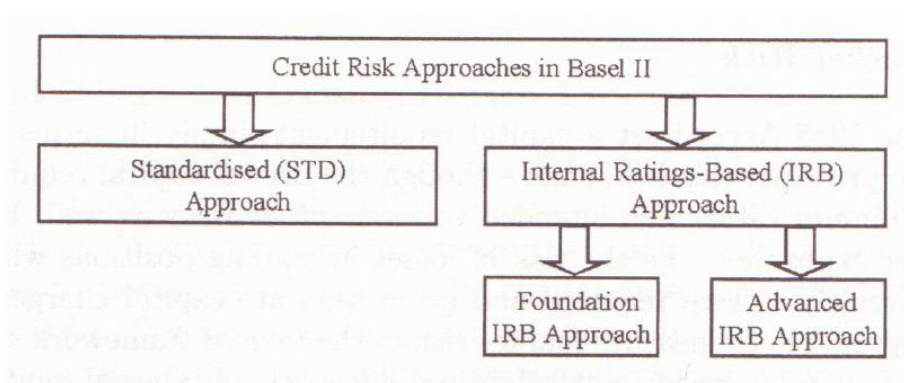 Credit Risk Approaches in Basel II
Standardised (STD)
Approach
Internal Ratings-Based (IRB)
Approach
Foundation
IRB Approach
Advanced
IRB Approach